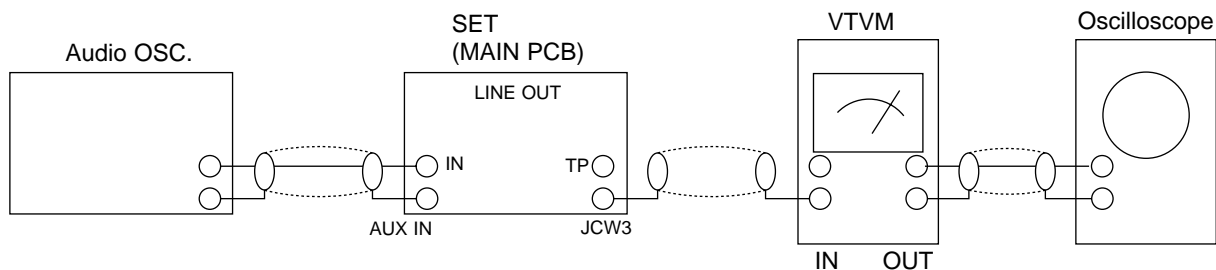 Audio OSC.
SET
(MAIN PCB)
VTVM
Oscilloscope
LINE OUT
IN
TP
AUX IN
JCW3
IN
OUT